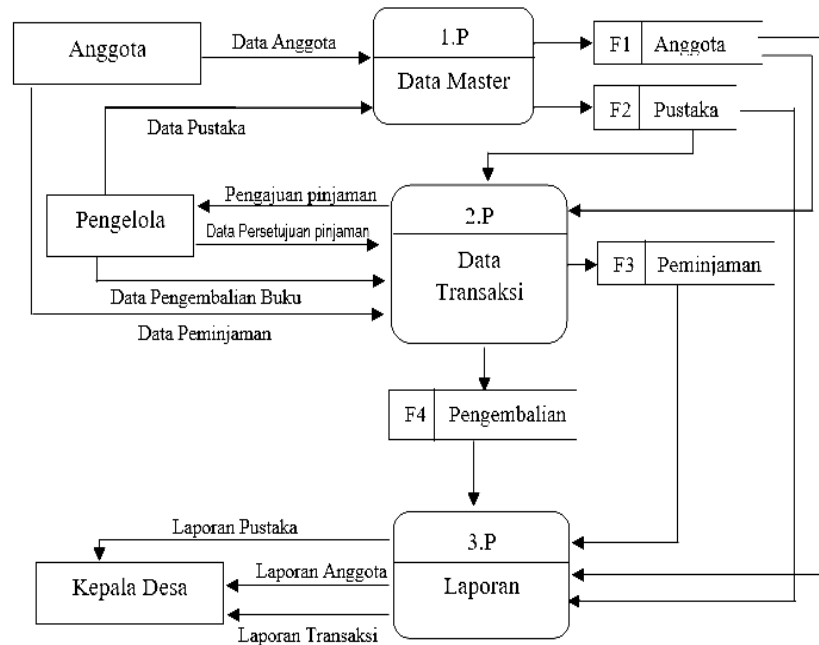 Anggota
Data Anggota
1.P
Data Master
F1 Anggota
F2 Pustaka
Data Pustaka
Pengelola
Pengajuan pinjaman
Data Persetujuan pinjaman
2.P
Data
Transaksi
F3 Peminjaman
Data Pengembalian Buku
Data Peminjaman
F4 Pengembalian
Laporan Pustaka
3.P
Laporan
Kepala Desa
Laporan Anggota
Laporan Transaksi